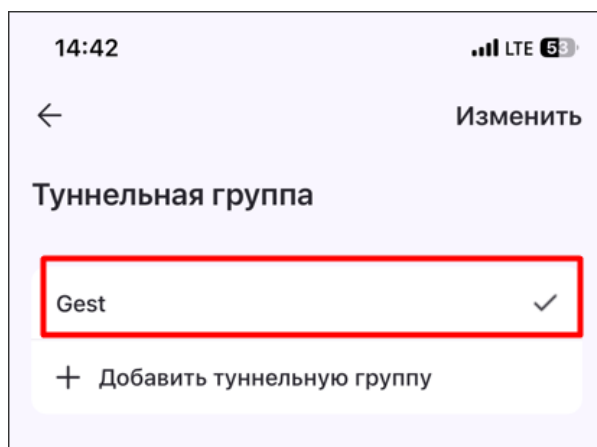 14:42 LTE 53
Изменить
Туннельная группа
Gest
Добавить туннельную группу